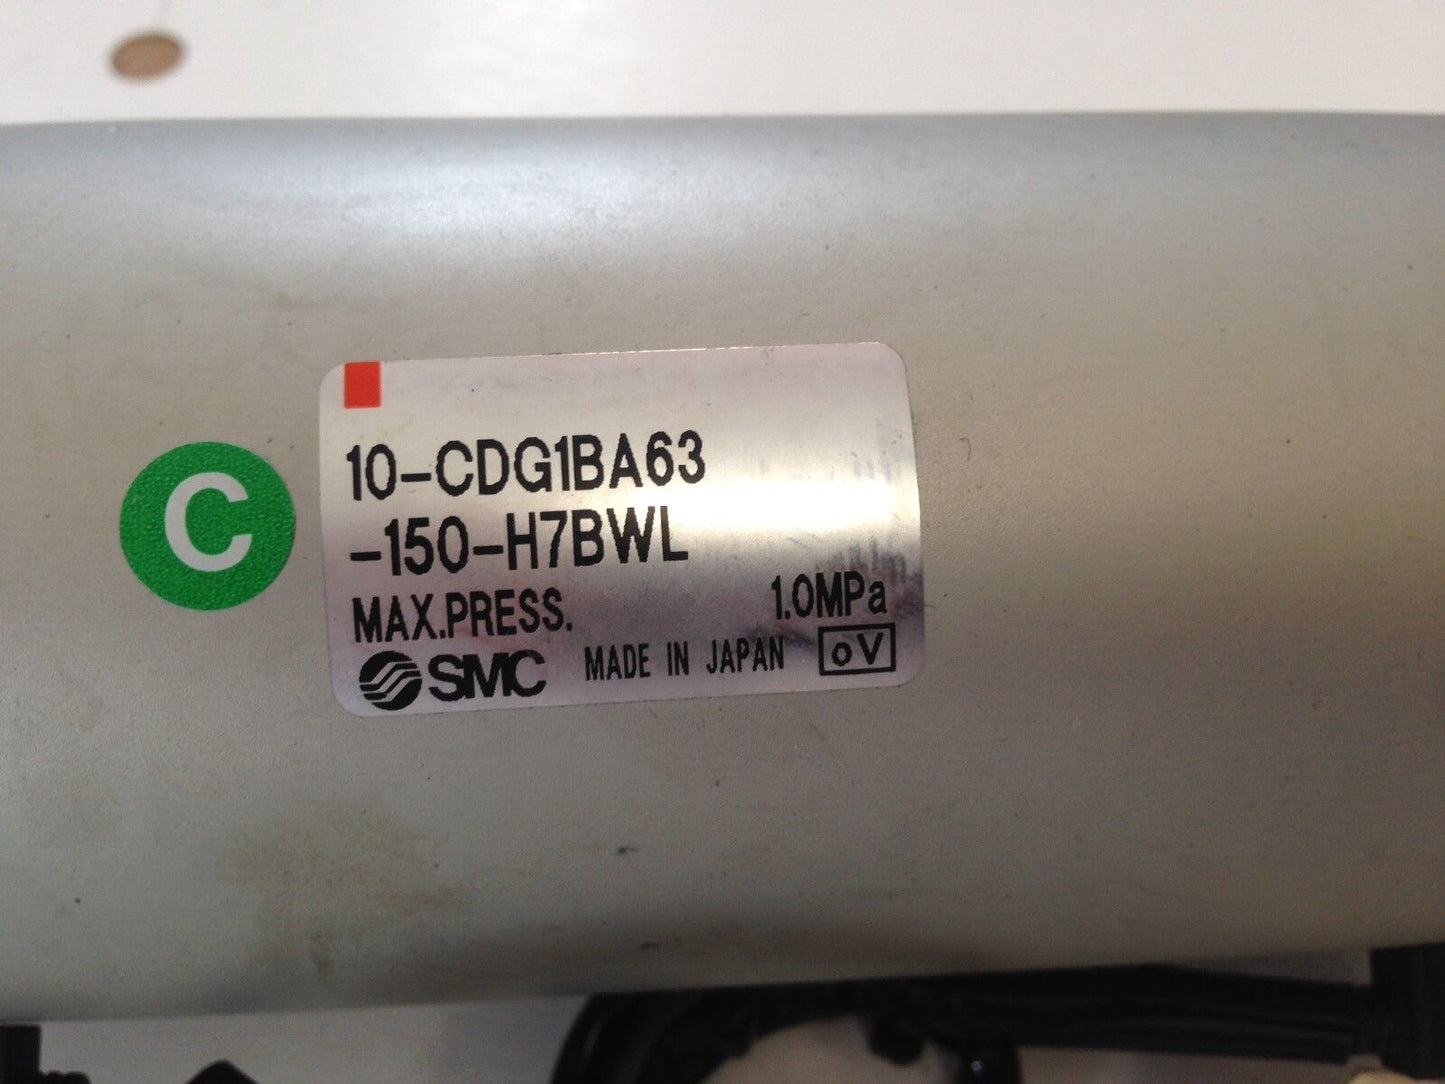 C
10-CDG1BA63
-150-H7BWL
MAX.PRESS. 1.0MPa
SMC MADE IN JAPAN oV